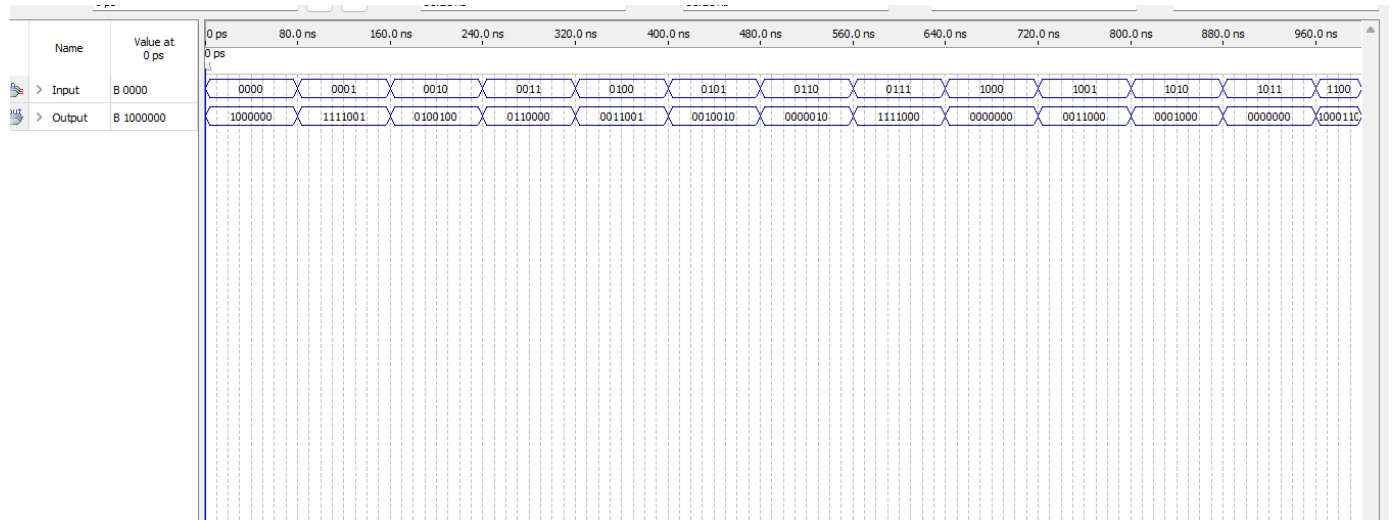 0 ps 80.0 ns 160.0 ns 240.0 ns 320.0 ns 400.0 ns 480.0 ns 560.0 ns 640.0 ns 720.0 ns 800.0 ns 880.0 ns 960.0 ns
Name Value at
0 ps
0 ps
> Input B 0000 0000 0001 0010 0011 0100 0101 0110 0111 1000 1001 1010 1011 1100
> Output B 1000000 1000000 1111001 0100100 0110000 0011001 0010010 0000010 1111000 0000000 0011000 0001000 0000000 1000110